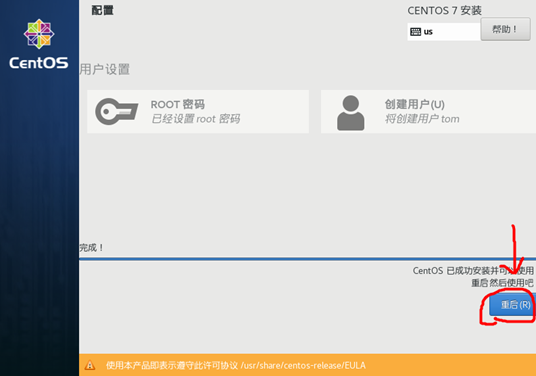 配置
CENTOS 7 安装
us
帮助！
CentOS
用户设置
ROOT 密码
已经设置 root 密码
创建用户(U)
将创建用户 tom
完成！
CentOS 已成功安装并可以使用
重启然后使用吧
重启(R)
使用本产品即表示遵守此许可协议 /usr/share/centos-release/EULA